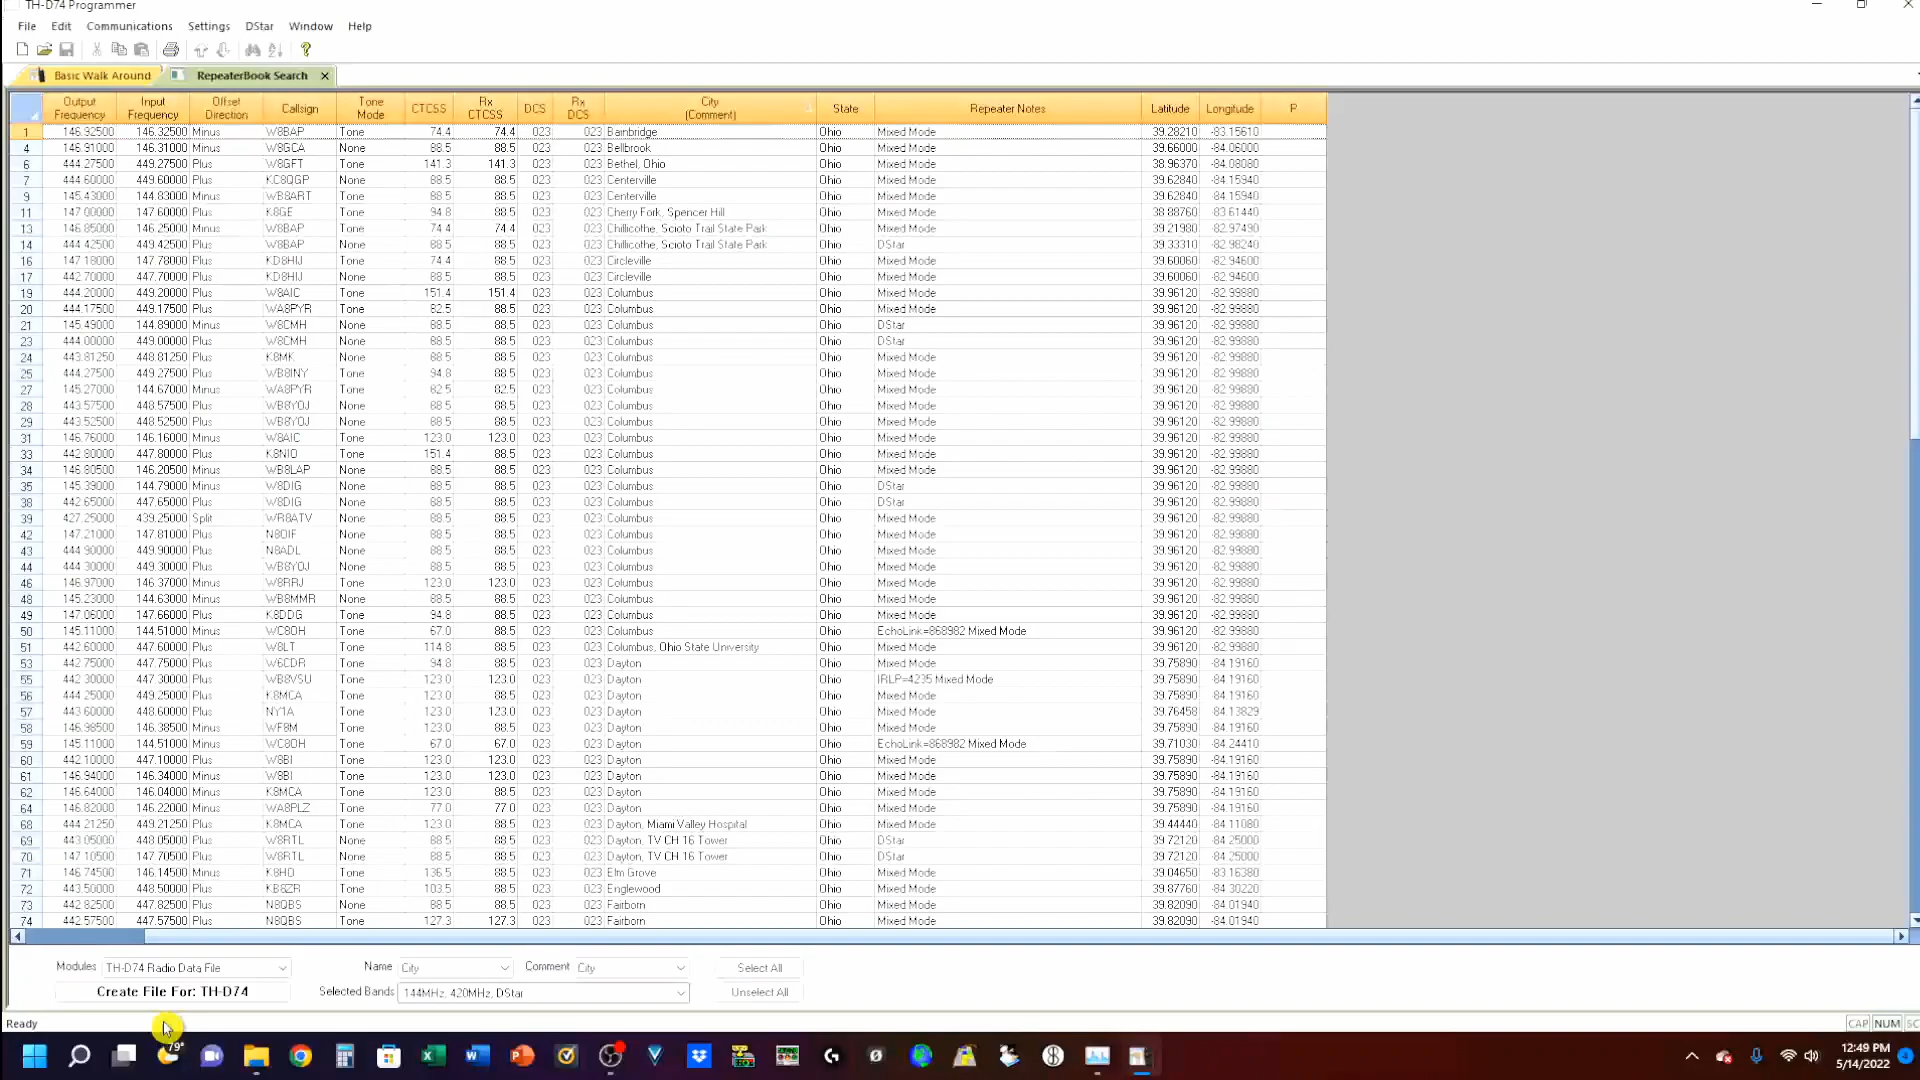 TH-D74 Programmer
File Edit Communications Settings DStar Window Help
Basic Walk Around RepeaterBook Search
Output Frequency Input Frequency Offset Direction Callsign Tone Mode CTCSS Rx CTCSS DCS Rx DCS City (Comment) State Repeater Notes Latitude Longitude P
1 146.92500 146.32500 Minus W8BAP Tone 74.4 74.4 023 023 Bainbridge Ohio Mixed Mode 39.28210 -83.15610
4 146.91000 146.31000 Minus W8GCA None 88.5 88.5 023 023 Bellbrook Ohio Mixed Mode 39.66000 -84.06000
6 444.27500 449.27500 Plus W8GFT Tone 141.3 141.3 023 023 Bethel, Ohio Ohio Mixed Mode 38.96370 -84.08080
7 444.60000 449.60000 Plus KC8QGP None 88.5 88.5 023 023 Centerville Ohio Mixed Mode 39.62840 -84.15940
9 145.43000 144.83000 Minus WB8ART None 88.5 88.5 023 023 Centerville Ohio Mixed Mode 39.62840 -84.15940
11 147.00000 147.60000 Plus K8GE Tone 94.8 88.5 023 023 Cherry Fork, Spencer Hill Ohio Mixed Mode 38.88760 -83.61440
13 146.85000 146.25000 Minus W8BAP Tone 74.4 74.4 023 023 Chillicothe, Scioto Trail State Park Ohio Mixed Mode 39.21980 -82.97490
14 444.42500 449.42500 Plus W8BAP None 88.5 88.5 023 023 Chillicothe, Scioto Trail State Park Ohio DStar 39.33310 -82.98240
16 147.18000 147.78000 Plus KD8HIJ Tone 74.4 88.5 023 023 Circleville Ohio Mixed Mode 39.60060 -82.94600
17 442.70000 447.70000 Plus KD8HIJ None 88.5 88.5 023 023 Circleville Ohio Mixed Mode 39.60060 -82.94600
19 444.20000 449.20000 Plus W8AIC Tone 151.4 151.4 023 023 Columbus Ohio Mixed Mode 39.96120 -82.99880
20 444.17500 449.17500 Plus WA8PYR Tone 82.5 88.5 023 023 Columbus Ohio Mixed Mode 39.96120 -82.99880
21 145.49000 144.89000 Minus W8CMH None 88.5 88.5 023 023 Columbus Ohio DStar 39.96120 -82.99880
23 444.00000 449.00000 Plus W8CMH None 88.5 88.5 023 023 Columbus Ohio DStar 39.96120 -82.99880
24 443.81250 448.81250 Plus K8MK None 88.5 88.5 023 023 Columbus Ohio Mixed Mode 39.96120 -82.99880
25 444.27500 449.27500 Plus WB8INY Tone 94.8 88.5 023 023 Columbus Ohio Mixed Mode 39.96120 -82.99880
27 145.27000 144.67000 Minus WA8PYR Tone 82.5 82.5 023 023 Columbus Ohio Mixed Mode 39.96120 -82.99880
28 443.57500 448.57500 Plus WB8YOJ None 88.5 88.5 023 023 Columbus Ohio Mixed Mode 39.96120 -82.99880
29 443.52500 448.52500 Plus WB8YOJ None 88.5 88.5 023 023 Columbus Ohio Mixed Mode 39.96120 -82.99880
31 146.76000 146.16000 Minus W8AIC Tone 123.0 123.0 023 023 Columbus Ohio Mixed Mode 39.96120 -82.99880
33 442.80000 447.80000 Plus K8NIO Tone 151.4 88.5 023 023 Columbus Ohio Mixed Mode 39.96120 -82.99880
34 146.80500 146.20500 Minus WB8LAP None 88.5 88.5 023 023 Columbus Ohio Mixed Mode 39.96120 -82.99880
35 145.39000 144.79000 Minus W8DIG None 88.5 88.5 023 023 Columbus Ohio DStar 39.96120 -82.99880
38 442.65000 447.65000 Plus W8DIG None 88.5 88.5 023 023 Columbus Ohio DStar 39.96120 -82.99880
39 427.25000 439.25000 Split WR8ATV None 88.5 88.5 023 023 Columbus Ohio Mixed Mode 39.96120 -82.99880
42 147.21000 147.81000 Plus N8OIF None 88.5 88.5 023 023 Columbus Ohio Mixed Mode 39.96120 -82.99880
43 444.90000 449.90000 Plus N8ADL None 88.5 88.5 023 023 Columbus Ohio Mixed Mode 39.96120 -82.99880
44 444.30000 449.30000 Plus WB8YOJ None 88.5 88.5 023 023 Columbus Ohio Mixed Mode 39.96120 -82.99880
46 146.97000 146.37000 Minus W8RRJ Tone 123.0 123.0 023 023 Columbus Ohio Mixed Mode 39.96120 -82.99880
48 145.23000 144.63000 Minus WB8MMR None 88.5 88.5 023 023 Columbus Ohio Mixed Mode 39.96120 -82.99880
49 147.06000 147.66000 Plus K8DDG Tone 94.8 88.5 023 023 Columbus Ohio Mixed Mode 39.96120 -82.99880
50 145.11000 144.51000 Minus WC8OH Tone 67.0 88.5 023 023 Columbus Ohio EchoLink=868982 Mixed Mode 39.96120 -82.99880
51 442.60000 447.60000 Plus W8LT Tone 114.8 88.5 023 023 Columbus, Ohio State University Ohio Mixed Mode 39.96120 -82.99880
53 442.75000 447.75000 Plus W6CDR Tone 94.8 88.5 023 023 Dayton Ohio Mixed Mode 39.75890 -84.19160
55 442.30000 447.30000 Plus WB8VSU Tone 123.0 123.0 023 023 Dayton Ohio IRLP=4235 Mixed Mode 39.75890 -84.19160
56 444.25000 449.25000 Plus K8MCA Tone 123.0 88.5 023 023 Dayton Ohio Mixed Mode 39.75890 -84.19160
57 443.60000 448.60000 Plus NY1A Tone 123.0 123.0 023 023 Dayton Ohio Mixed Mode 39.76458 -84.13829
58 146.98500 146.38500 Minus WF8M Tone 123.0 88.5 023 023 Dayton Ohio Mixed Mode 39.75890 -84.19160
59 145.11000 144.51000 Minus WC8OH Tone 67.0 67.0 023 023 Dayton Ohio EchoLink=868982 Mixed Mode 39.71030 -84.24410
60 442.10000 447.10000 Plus W8BI Tone 123.0 123.0 023 023 Dayton Ohio Mixed Mode 39.75890 -84.19160
61 146.94000 146.34000 Minus W8BI Tone 123.0 123.0 023 023 Dayton Ohio Mixed Mode 39.75890 -84.19160
62 146.64000 146.04000 Minus K8MCA Tone 123.0 88.5 023 023 Dayton Ohio Mixed Mode 39.75890 -84.19160
64 146.82000 146.22000 Minus WA8PLZ Tone 77.0 77.0 023 023 Dayton Ohio Mixed Mode 39.75890 -84.19160
68 444.21250 449.21250 Plus K8MCA Tone 123.0 88.5 023 023 Dayton, Miami Valley Hospital Ohio Mixed Mode 39.44440 -84.11080
69 443.05000 448.05000 Plus W8RTL None 88.5 88.5 023 023 Dayton, TV CH 16 Tower Ohio DStar 39.72120 -84.25000
70 147.10500 147.70500 Plus W8RTL None 88.5 88.5 023 023 Dayton, TV CH 16 Tower Ohio DStar 39.72120 -84.25000
71 146.74500 146.14500 Minus K8HO Tone 136.5 88.5 023 023 Elm Grove Ohio Mixed Mode 39.04650 -83.16380
72 443.50000 448.50000 Plus KB8ZR Tone 103.5 88.5 023 023 Englewood Ohio Mixed Mode 39.87760 -84.30220
73 442.82500 447.82500 Plus N8QBS None 88.5 88.5 023 023 Fairborn Ohio Mixed Mode 39.82090 -84.01940
74 442.57500 447.57500 Plus N8QBS Tone 127.3 127.3 023 023 Fairborn Ohio Mixed Mode 39.82090 -84.01940
Modules TH-D74 Radio Data File Name City Comment City Select All
Create File For: TH-D74 Selected Bands 144MHz, 420MHz, DStar Unselect All
Ready CAP NUM SC
79°
12:49 PM
5/14/2022